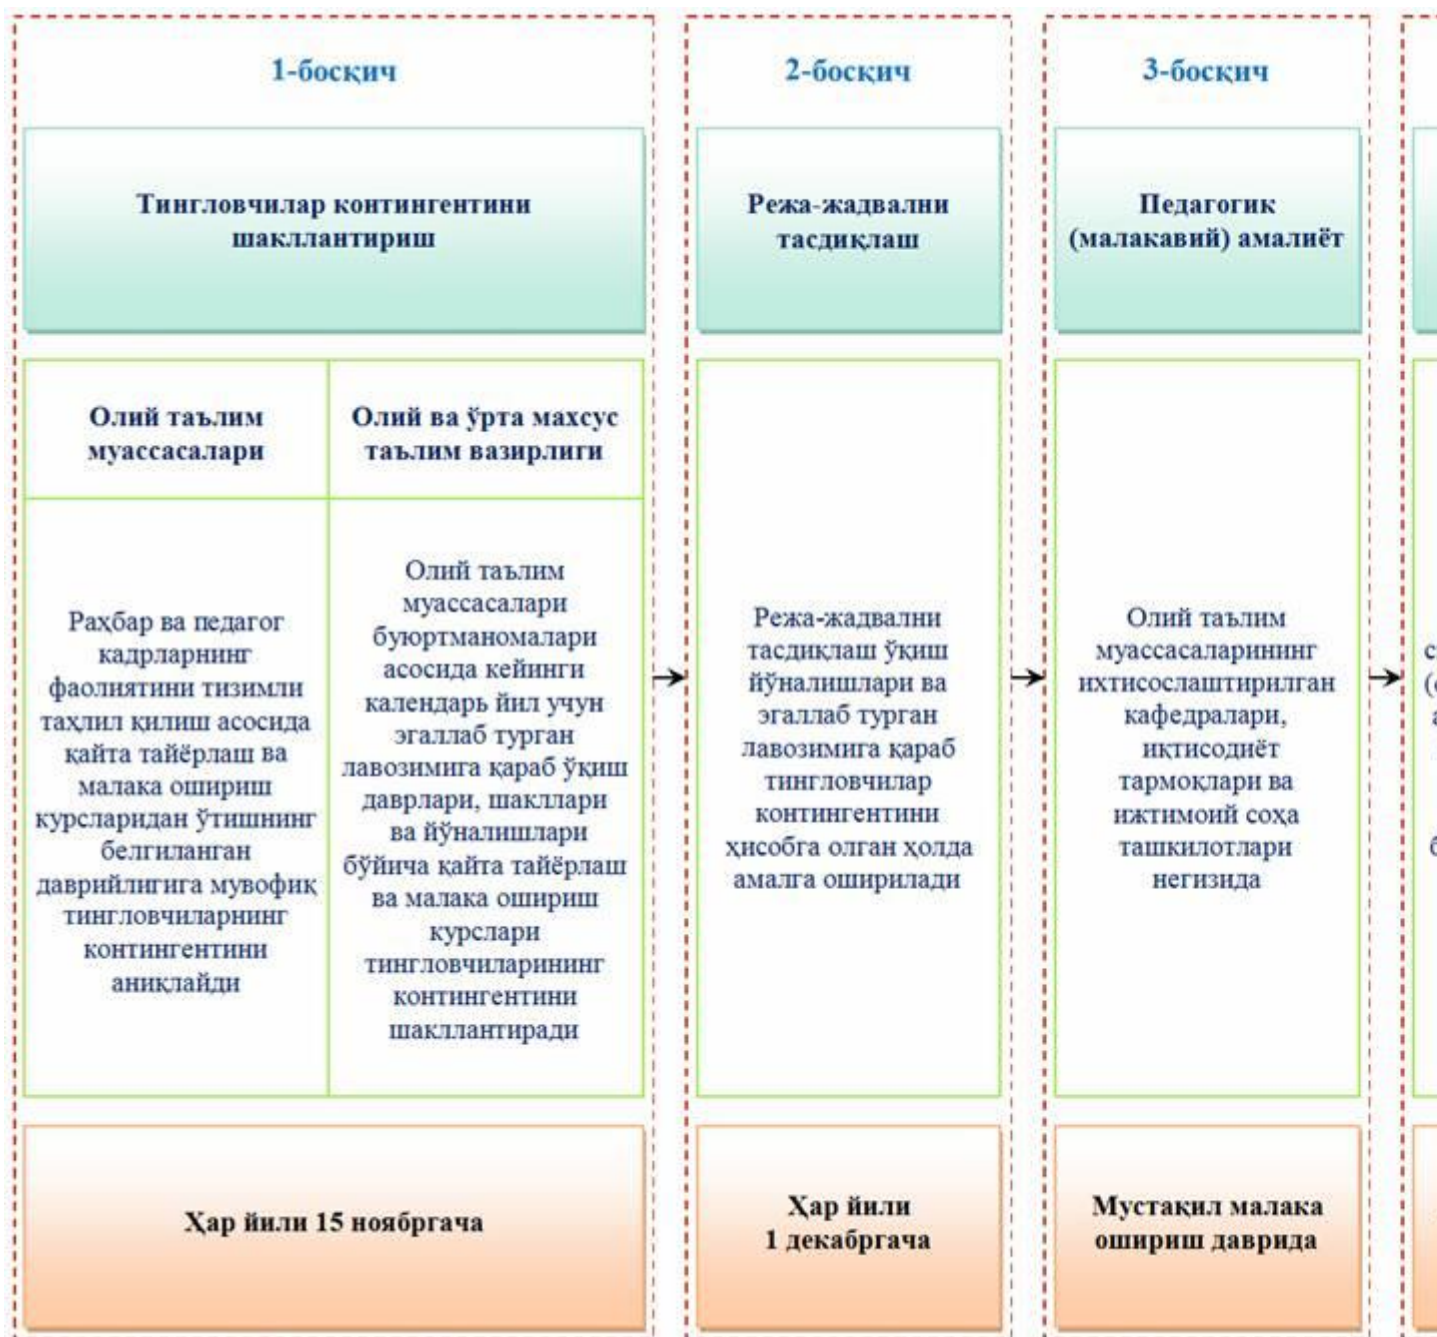 1-босқич
Тингловчилар контингентини
шакллантириш
Олий таълим
муассасалари
Олий ва ўрта махсус
таълим вазирлиги
Раҳбар ва педагог
кадрларнинг
фаолиятини тизимли
таҳлил қилиш асосида
қайта тайёрлаш ва
малака ошириш
курсларидан ўтишнинг
белгиланган
даврийлигига мувофиқ
тингловчиларнинг
контингентини
аниқлайди
Олий таълим
муассасалари
буюртманомалари
асосида кейинги
календарь йил учун
эгаллаб турган
лавозимига қараб ўқиш
даврлари, шакллари
ва йўналишлари
бўйича қайта тайёрлаш
ва малака ошириш
курслари
тингловчиларининг
контингентини
шакллантиради
Ҳар йили 15 ноябргача
2-босқич
Режа-жадвални
тасдиқлаш
Режа-жадвални
тасдиқлаш ўқиш
йўналишлари ва
эгаллаб турган
лавозимига қараб
тингловчилар
контингентини
ҳисобга олган ҳолда
амалга оширилади
Ҳар йили
1 декабргача
3-босқич
Педагогик
(малакавий) амалиёт
Олий таълим
муассасаларининг
ихтисослаштирилган
кафедралари,
иқтисодиёт
тармоқлари ва
ижтимоий соҳа
ташкилотлари
негизида
Мустақил малака
ошириш даврида